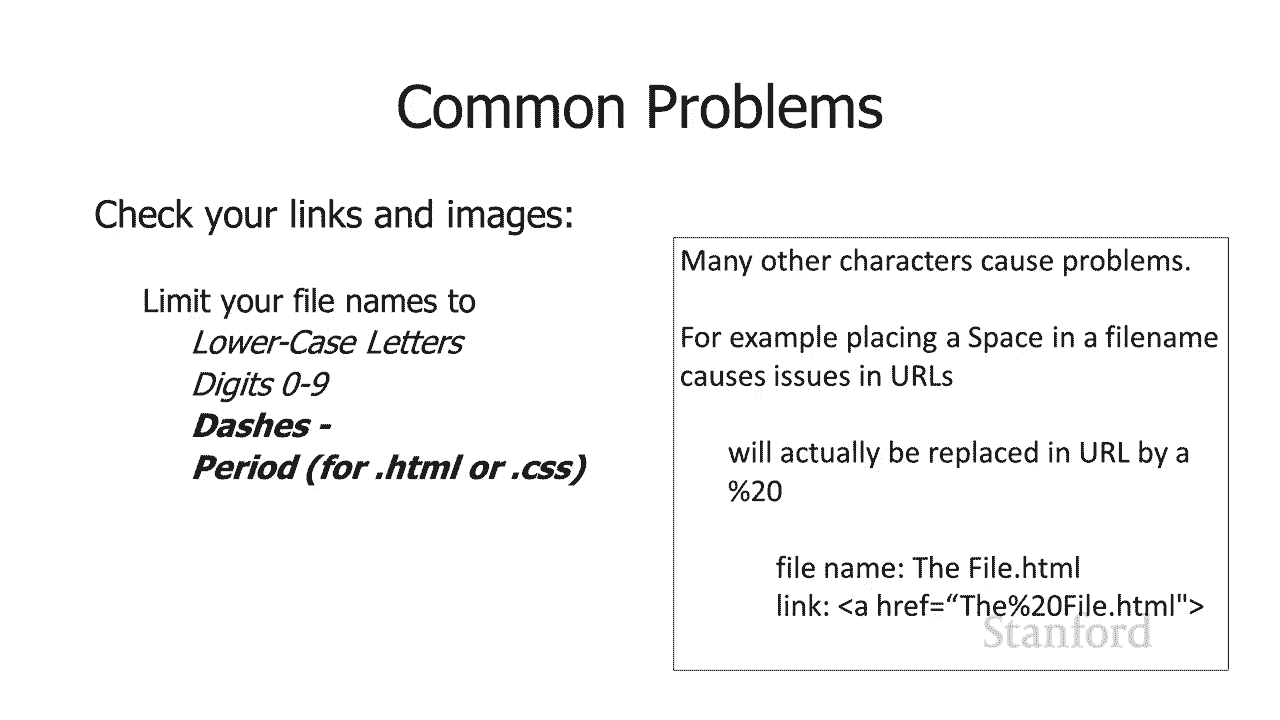 Common Problems
Check your links and images:
Limit your file names to
Lower-Case Letters
Digits 0-9
Dashes -
Period (for .html or .css)
Many other characters cause problems.
For example placing a Space in a filename
causes issues in URLs
will actually be replaced in URL by a
%20
file name: The File.html
link: <a href=“The%20File.html">
Stanford